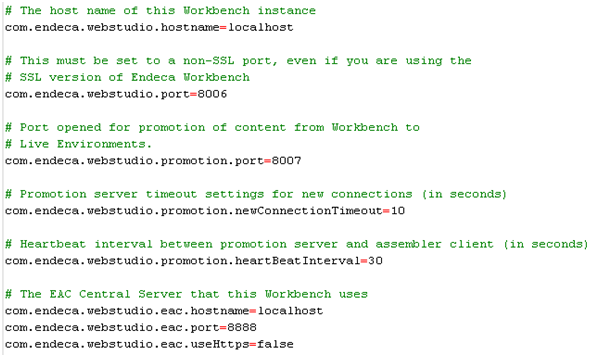 # The host name of this Workbench instance
com.endeca.webstudio.hostname=localhost
# This must be set to a non-SSL port, even if you are using the
# SSL version of Endeca Workbench
com.endeca.webstudio.port=8006
# Port opened for promotion of content from Workbench to
# Live Environments.
com.endeca.webstudio.promotion.port=8007
# Promotion server timeout settings for new connections (in seconds)
com.endeca.webstudio.promotion.newConnectionTimeout=10
# Heartbeat interval between promotion server and assembler client (in seconds)
com.endeca.webstudio.promotion.heartBeatInterval=30
# The EAC Central Server that this Workbench uses
com.endeca.webstudio.eac.hostname=localhost
com.endeca.webstudio.eac.port=8888
com.endeca.webstudio.eac.useHttps=false